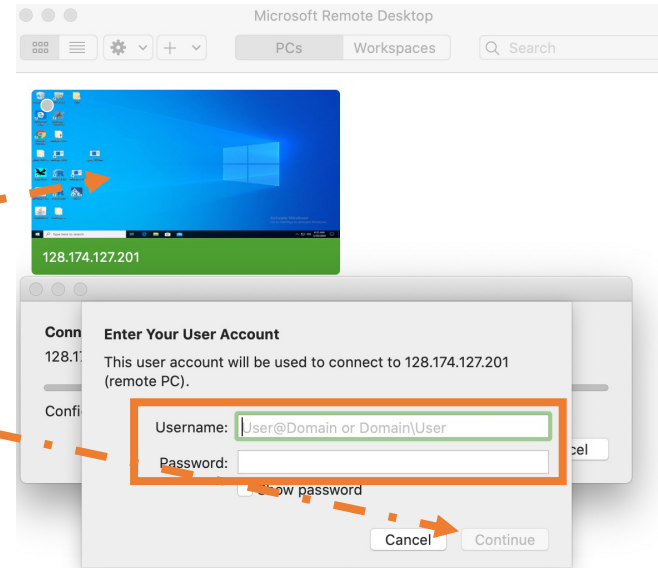 Microsoft Remote Desktop
PCs
Workspaces
Search
128.174.127.201
Conn
128.17
Confi
Enter Your User Account
This user account will be used to connect to 128.174.127.201
(remote PC).
Username:
User@Domain or Domain\User
Password:
Show password
cel
Cancel
Continue